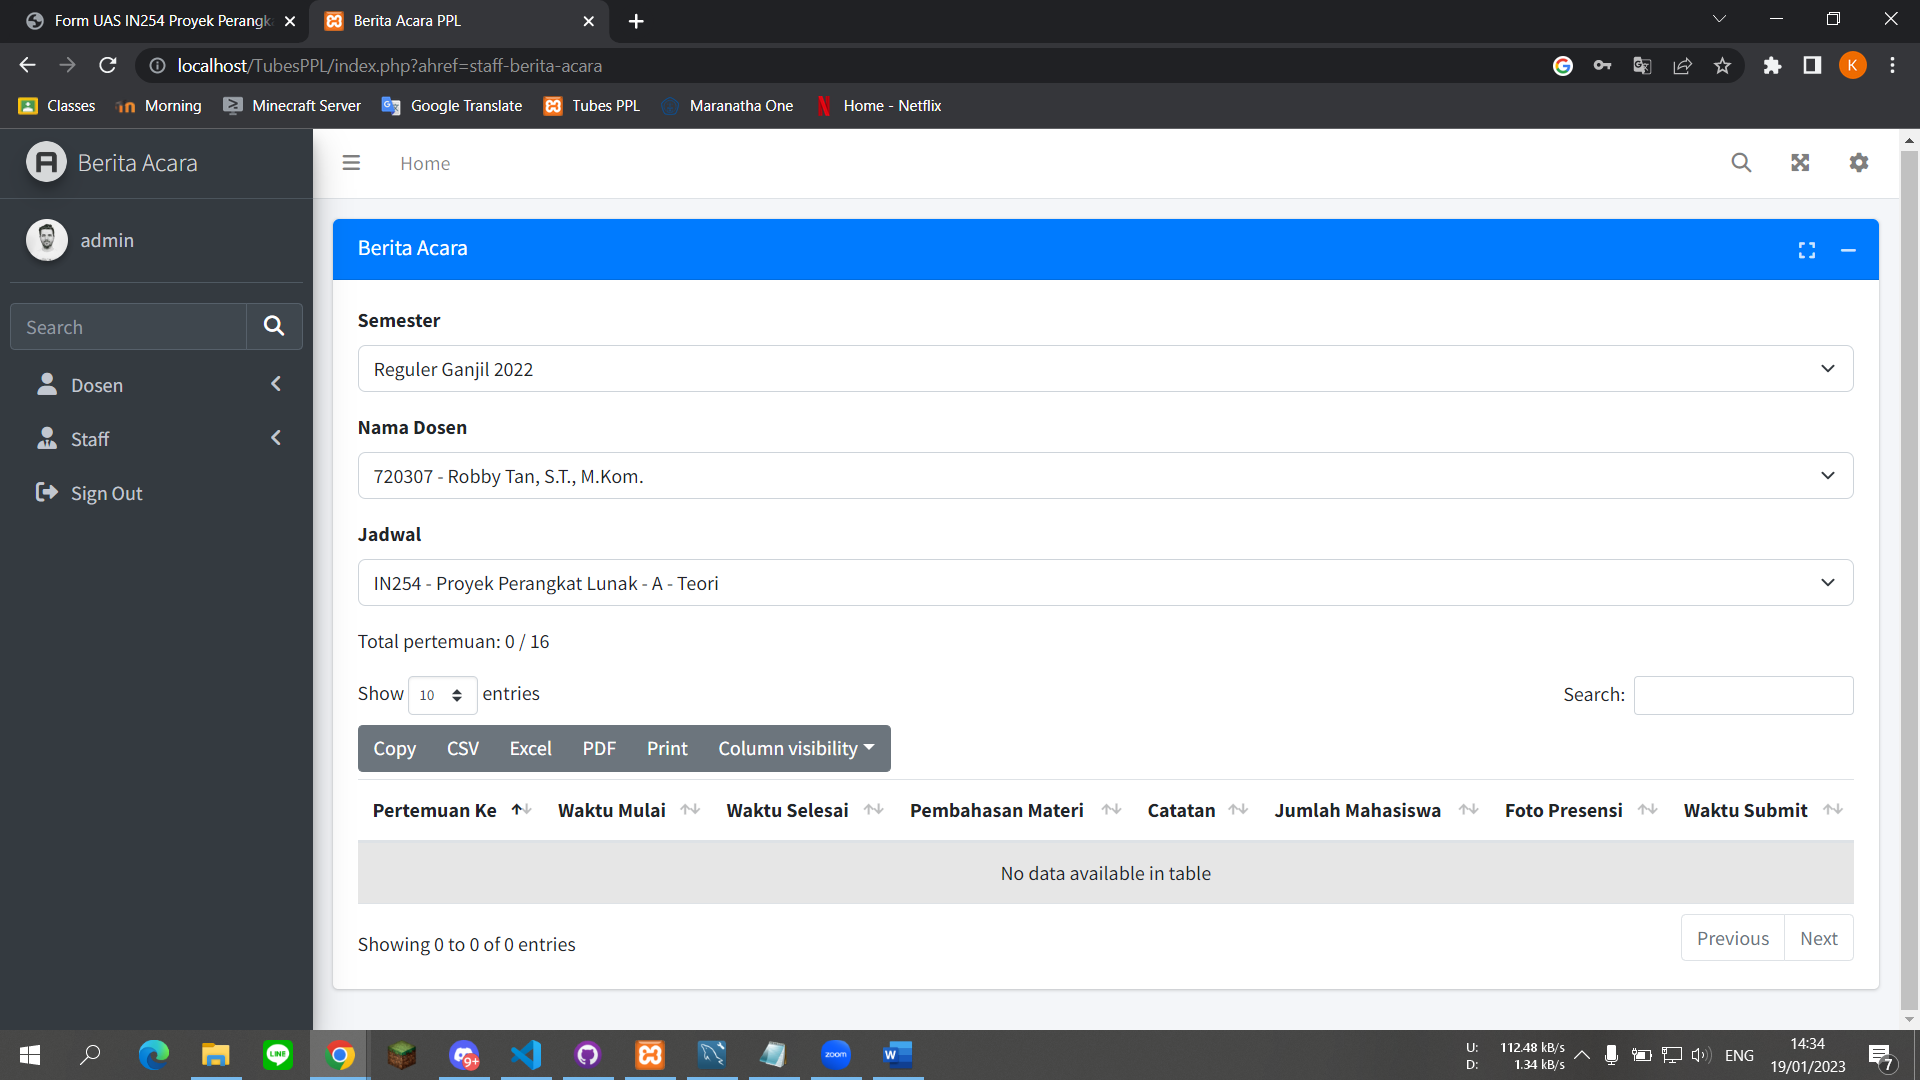 Form UAS IN254 Proyek Perangka
Berita Acara PPL
localhost/TubesPPL/index.php?ahref=staff-berita-acara
K
Classes
Morning
Minecraft Server
Google Translate
Tubes PPL
Maranatha One
Home - Netflix
Berita Acara
Home
admin
Berita Acara
Search
Semester
Reguler Ganjil 2022
Dosen
Staff
Sign Out
Nama Dosen
720307 - Robby Tan, S.T., M.Kom.
Jadwal
IN254 - Proyek Perangkat Lunak - A - Teori
Total pertemuan: 0 / 16
Show 10 entries
Search:
Copy CSV Excel PDF Print Column visibility
Pertemuan Ke Waktu Mulai Waktu Selesai Pembahasan Materi Catatan Jumlah Mahasiswa Foto Presensi Waktu Submit
No data available in table
Showing 0 to 0 of 0 entries
Previous Next
LINE
9+
zoom
W
U: 112.48 kB/s
D: 1.34 kB/s
ENG
14:34
19/01/2023
7